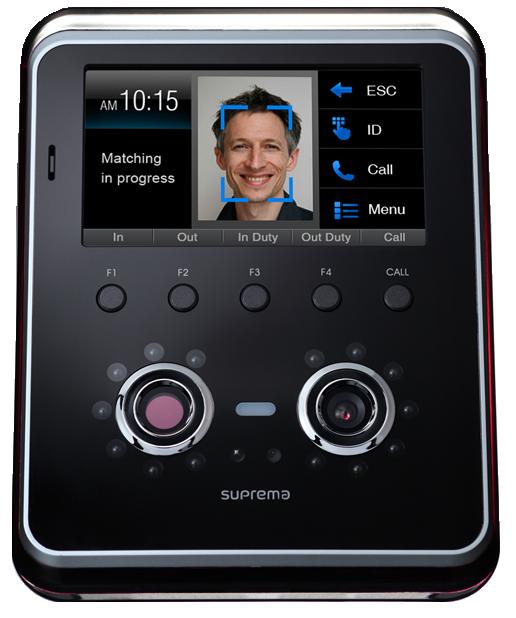 AM 10:15
Matching
in progress
ESC
ID
Call
Menu
In Out In Duty Out Duty Call
F1 F2 F3 F4 CALL
suprema